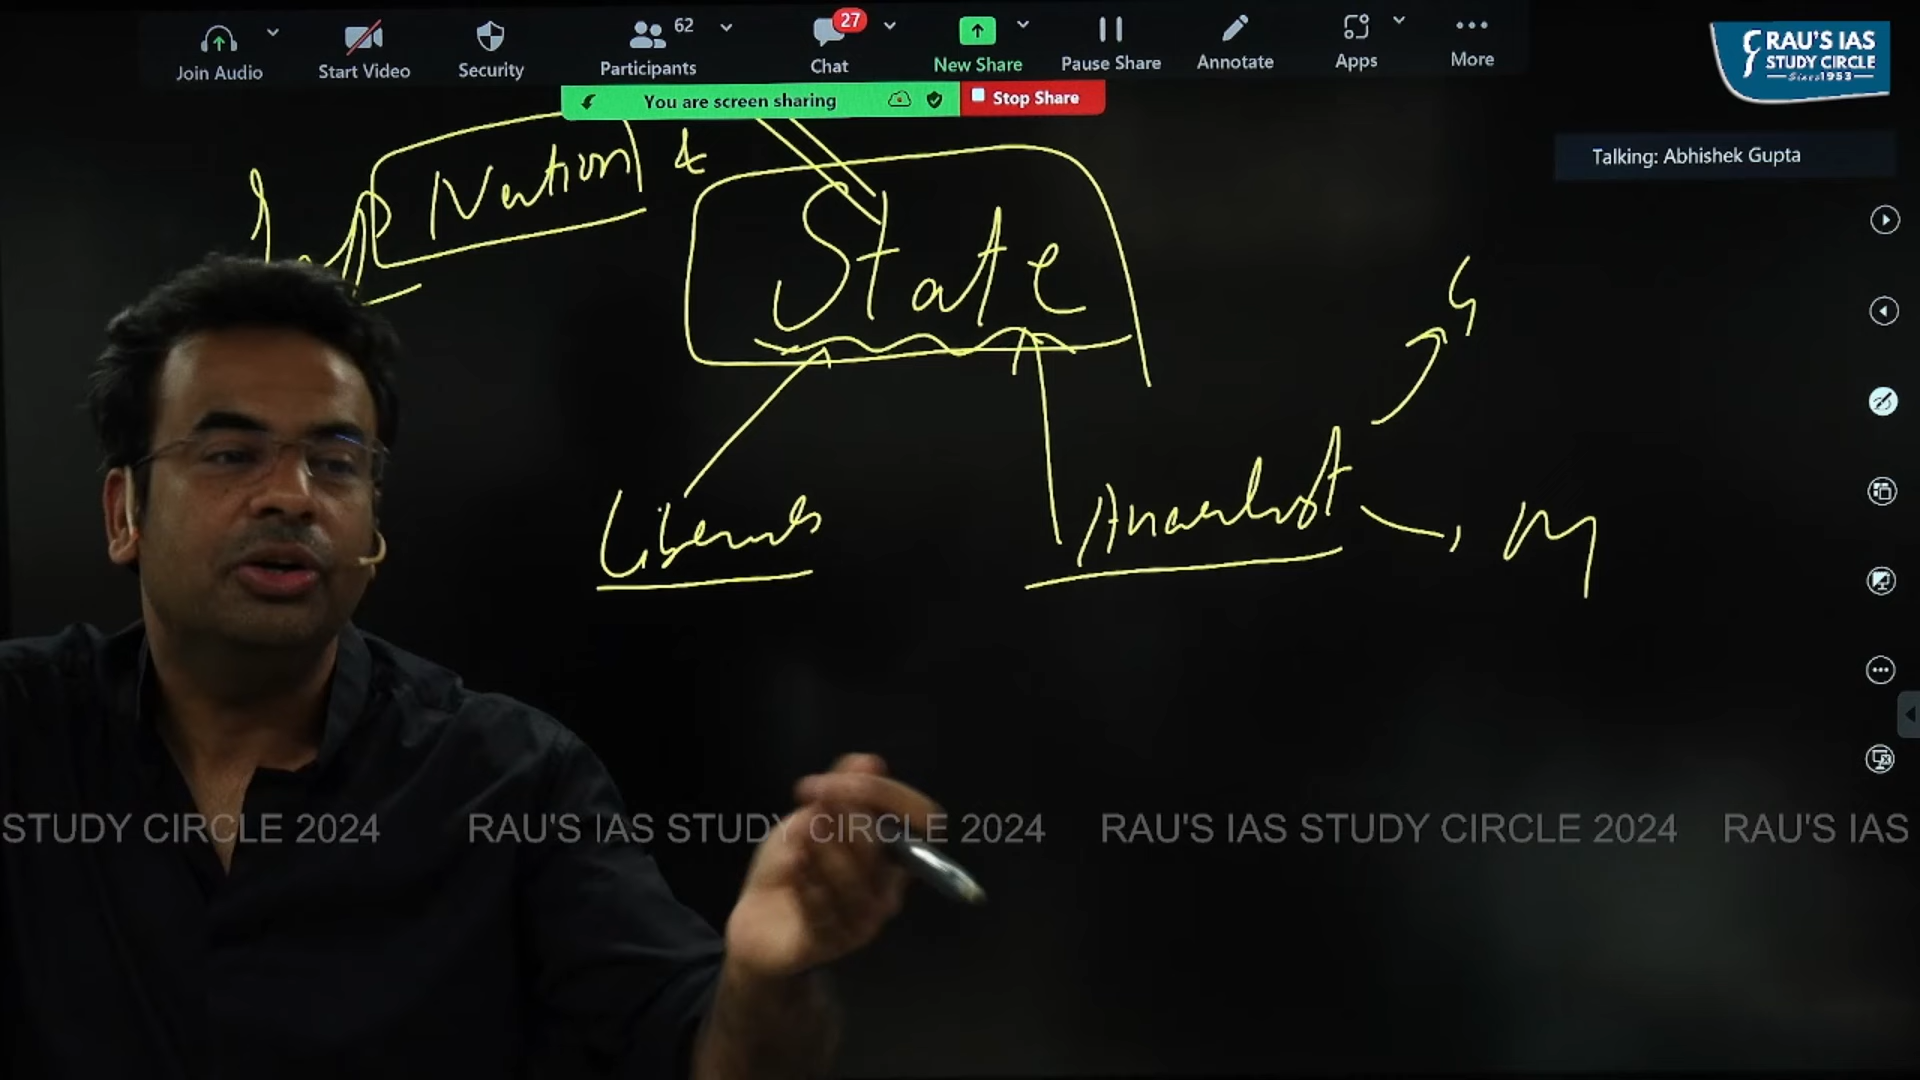 Join Audio
Start Video
Security
Participants
62
Chat
27
New Share
Pause Share
Annotate
Apps
More
You are screen sharing
Stop Share
RAU'S IAS
STUDY CIRCLE
Since 1953
Talking: Abhishek Gupta
Nation &
State
G
Liberals
Anarchist
M
STUDY CIRCLE 2024 RAU'S IAS STUDY CIRCLE 2024 RAU'S IAS STUDY CIRCLE 2024 RAU'S IAS